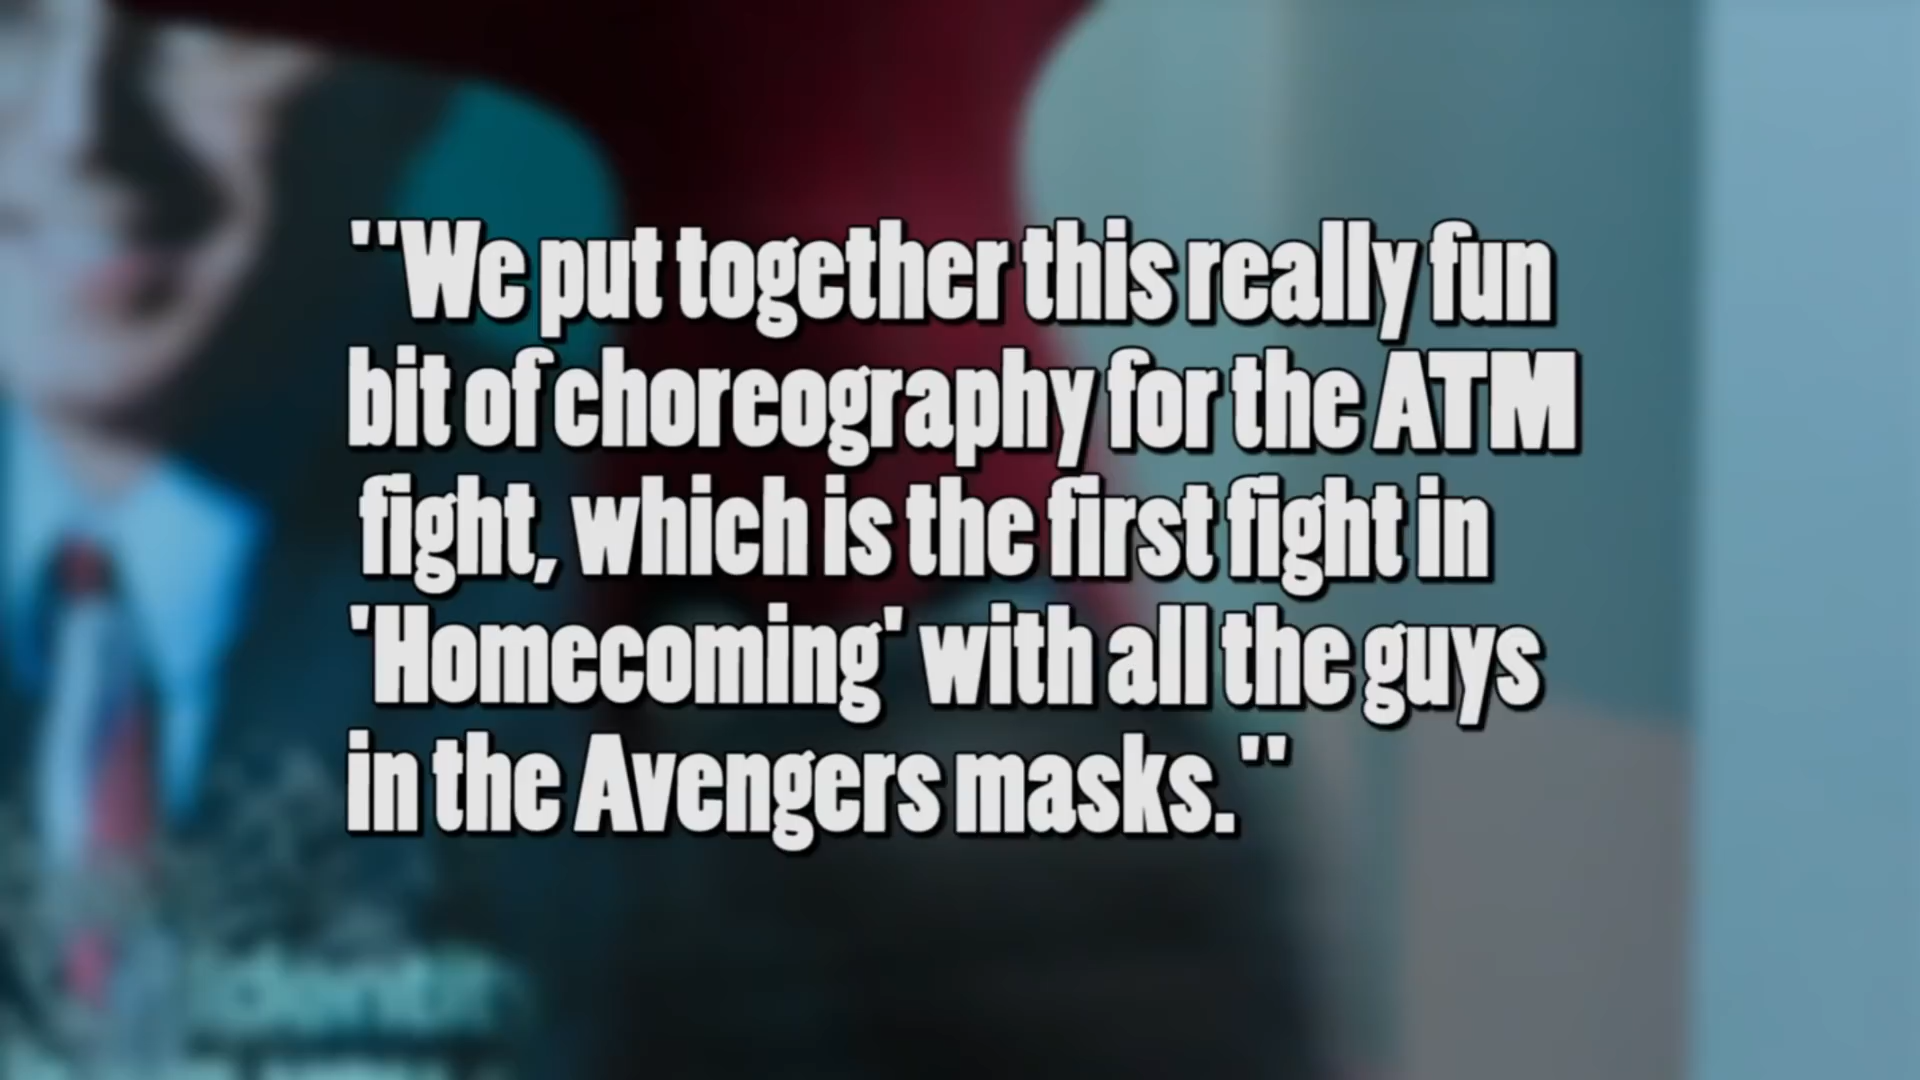 "We put together this really fun
bit of choreography for the ATM
fight, which is the first fight in
'Homecoming' with all the guys
in the Avengers masks."